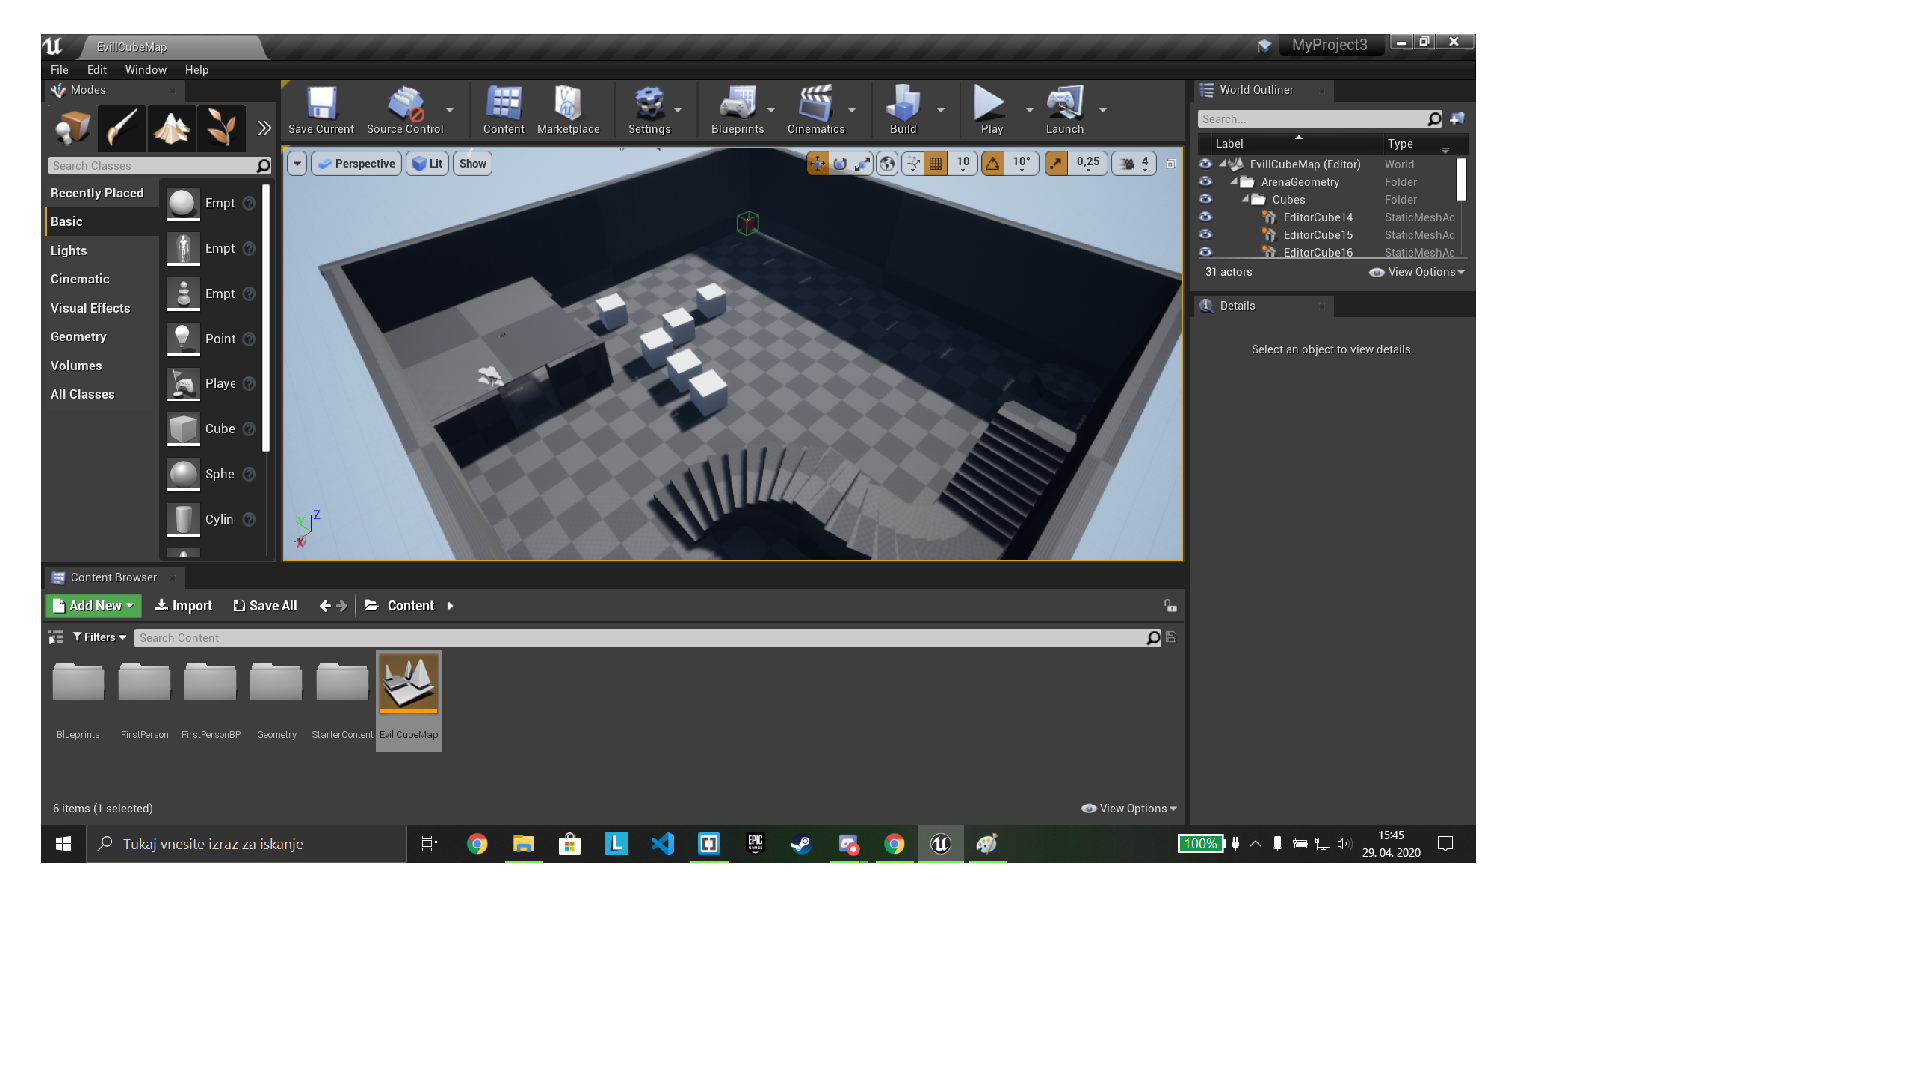 EvillCubeMap
MyProject3
File Edit Window Help
Modes
Search Classes
Recently Placed
Basic
Lights
Cinematic
Visual Effects
Geometry
Volumes
All Classes
Empt
Empt
Empt
Point
Playe
Cube
Sphe
Cylin
Save Current
Source Control
Content
Marketplace
Settings
Blueprints
Cinematics
Build
Play
Launch
Perspective
Lit
Show
10
10°
0,25
4
Z
Y
X
World Outliner
Search...
Label Type
EvillCubeMap (Editor) World
ArenaGeometry Folder
Cubes Folder
EditorCube14 StaticMeshAc
EditorCube15 StaticMeshAc
EditorCube16 StaticMeshAc
31 actors
View Options
Details
Select an object to view details.
Content Browser
Add New
Import
Save All
Content
Filters
Search Content
Blueprints
FirstPerson
FirstPersonBP
Geometry
StarterContent
EvillCubeMap
6 items (1 selected)
View Options
Tukaj vnesite izraz za iskanje
L
EPIC
GAMES
100%
15:45
29. 04. 2020